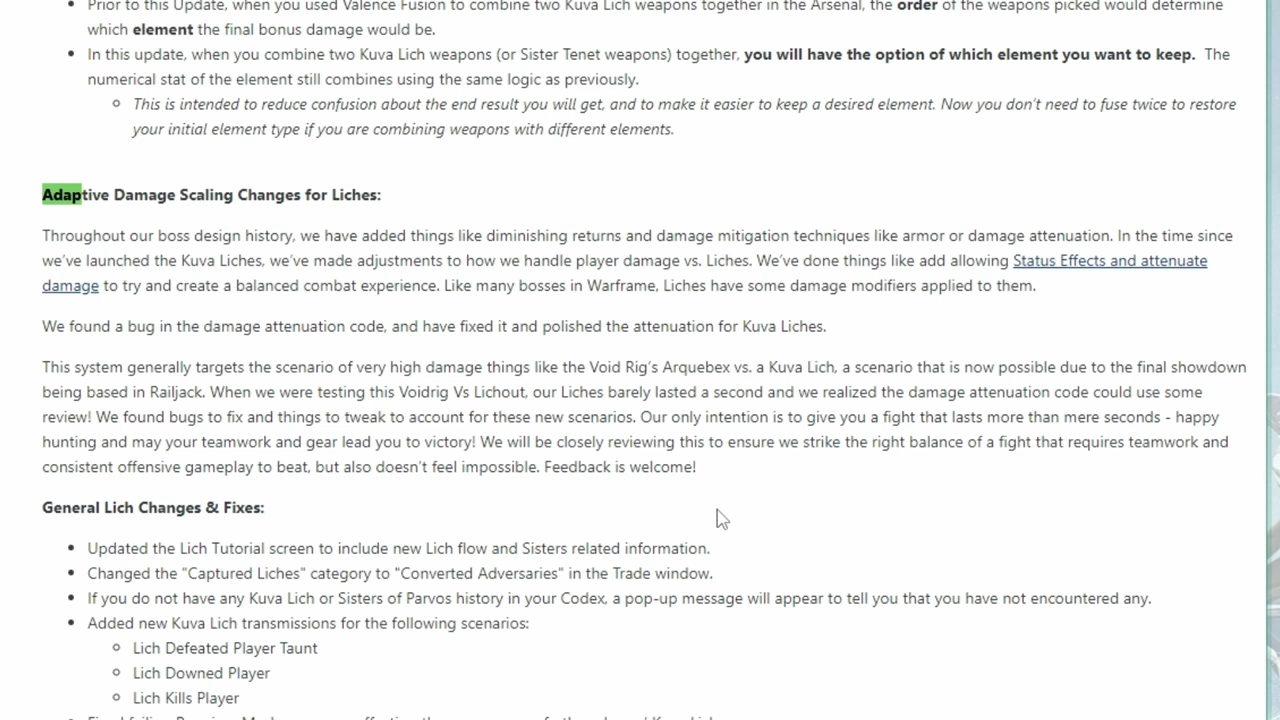 Prior to this Update, when you used Valence Fusion to combine two Kuva Lich weapons together in the Arsenal, the order of the weapons picked would determine
which element the final bonus damage would be.
In this update, when you combine two Kuva Lich weapons (or Sister Tenet weapons) together, you will have the option of which element you want to keep. The
numerical stat of the element still combines using the same logic as previously.
This is intended to reduce confusion about the end result you will get, and to make it easier to keep a desired element. Now you don't need to fuse twice to restore
your initial element type if you are combining weapons with different elements.
Adaptive Damage Scaling Changes for Liches:
Throughout our boss design history, we have added things like diminishing returns and damage mitigation techniques like armor or damage attenuation. In the time since
we've launched the Kuva Liches, we've made adjustments to how we handle player damage vs. Liches. We've done things like add allowing Status Effects and attenuate
damage to try and create a balanced combat experience. Like many bosses in Warframe, Liches have some damage modifiers applied to them.
We found a bug in the damage attenuation code, and have fixed it and polished the attenuation for Kuva Liches.
This system generally targets the scenario of very high damage things like the Void Rig's Arquebex vs. a Kuva Lich, a scenario that is now possible due to the final showdown
being based in Railjack. When we were testing this Voidrig Vs Lichout, our Liches barely lasted a second and we realized the damage attenuation code could use some
review! We found bugs to fix and things to tweak to account for these new scenarios. Our only intention is to give you a fight that lasts more than mere seconds - happy
hunting and may your teamwork and gear lead you to victory! We will be closely reviewing this to ensure we strike the right balance of a fight that requires teamwork and
consistent offensive gameplay to beat, but also doesn't feel impossible. Feedback is welcome!
General Lich Changes & Fixes:
Updated the Lich Tutorial screen to include new Lich flow and Sisters related information.
Changed the "Captured Liches" category to "Converted Adversaries" in the Trade window.
If you do not have any Kuva Lich or Sisters of Parvos history in your Codex, a pop-up message will appear to tell you that you have not encountered any.
Added new Kuva Lich transmissions for the following scenarios:
Lich Defeated Player Taunt
Lich Downed Player
Lich Kills Player